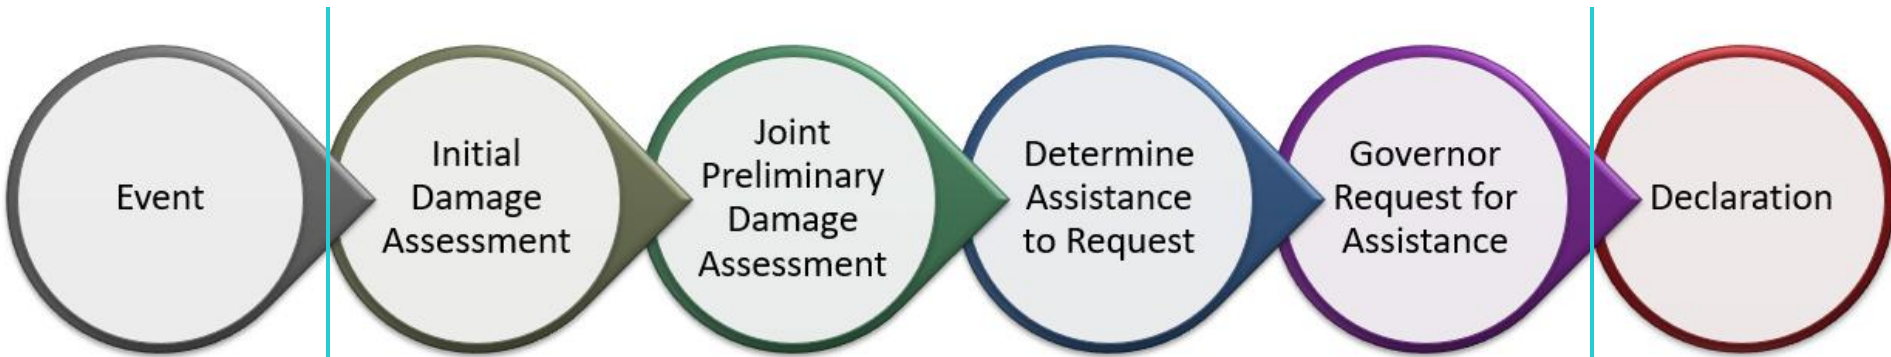 Event
Initial
Damage
Assessment
Joint
Preliminary
Damage
Assessment
Determine
Assistance
to Request
Governor
Request for
Assistance
Declaration